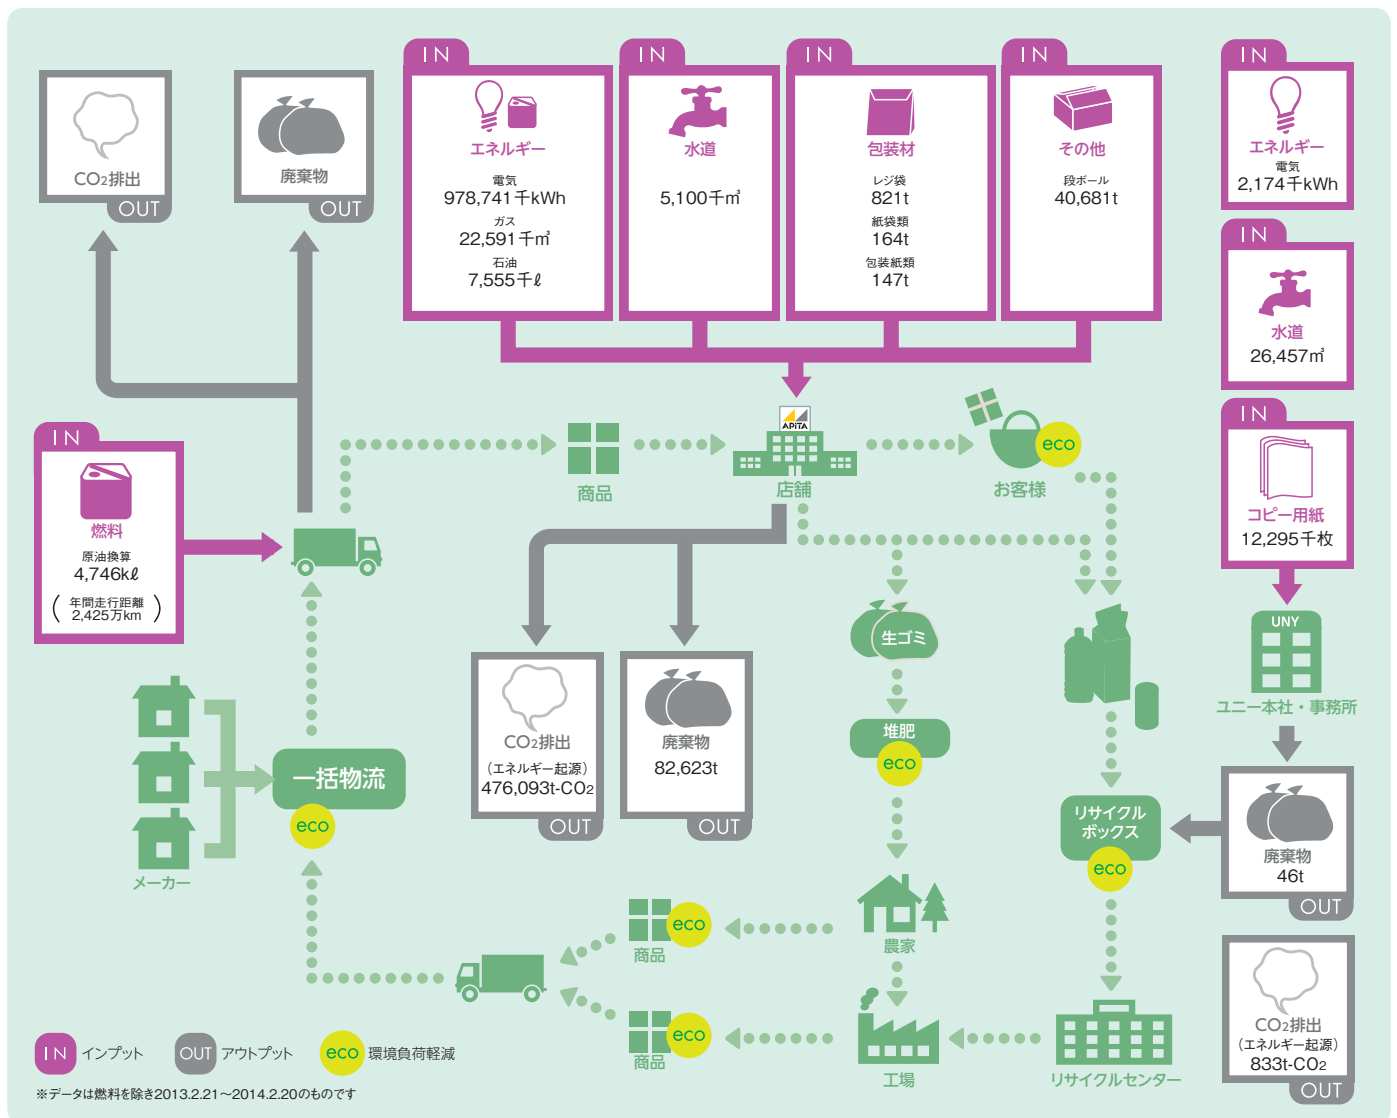 CO2排出
OUT
廃棄物
OUT
IN
エネルギー
電気
978,741千kWh
ガス
22,591千㎥
石油
7,555千ℓ
IN
水道
5,100千㎥
IN
包装材
レジ袋
821t
紙袋類
164t
包装紙類
147t
IN
その他
段ボール
40,681t
IN
エネルギー
電気
2,174千kWh
IN
水道
26,457㎥
IN
コピー用紙
12,295千枚
IN
燃料
原油換算
4,746kℓ
(年間走行距離
2,425万km)
商品
APiTA
店舗
eco
お客様
UNY
ユニー本社・事務所
生ゴミ
堆肥
eco
CO2排出
(エネルギー起源)
476,093t-CO2
OUT
廃棄物
82,623t
OUT
メーカー
一括物流
eco
リサイクル
ボックス
eco
廃棄物
46t
OUT
農家
商品
eco
商品
eco
工場
リサイクルセンター
CO2排出
(エネルギー起源)
833t-CO2
OUT
IN インプット
OUT アウトプット
eco 環境負荷軽減
※データは燃料を除き2013.2.21〜2014.2.20のものです